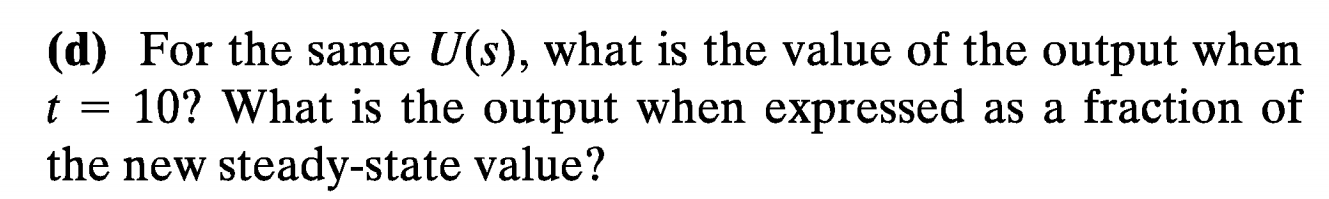 (d) For the same U(s), what is the value of the output when
t = 10? What is the output when expressed as a fraction of
the new steady-state value?